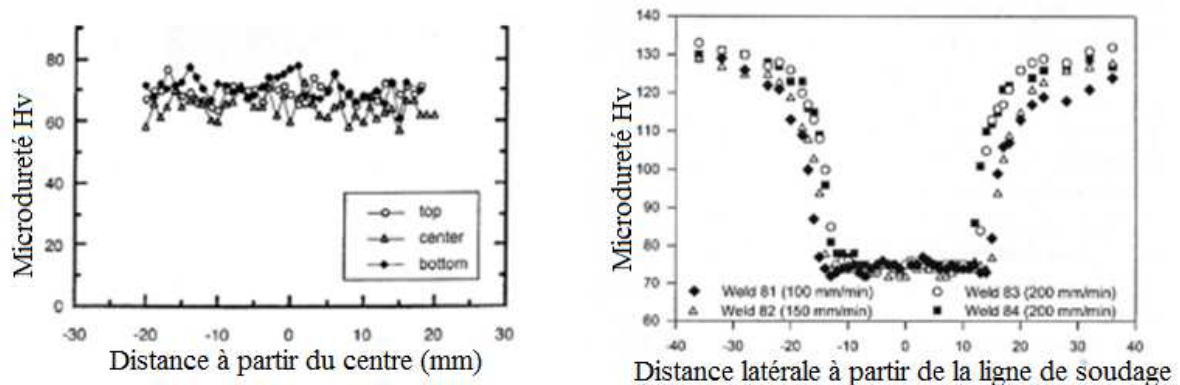 80
60
40
20
0
-30
-20
-10
0
10
20
30
Microdureté Hv
top
center
bottom
Distance à partir du centre (mm)
140
130
120
110
100
90
80
70
60
-40
-30
-20
-10
0
10
20
30
40
Microdureté Hv
Weld 81 (100 mm/min)
Weld 83 (200 mm/min)
Weld 82 (150 mm/min)
Weld 84 (200 mm/min)
Distance latérale à partir de la ligne de soudage